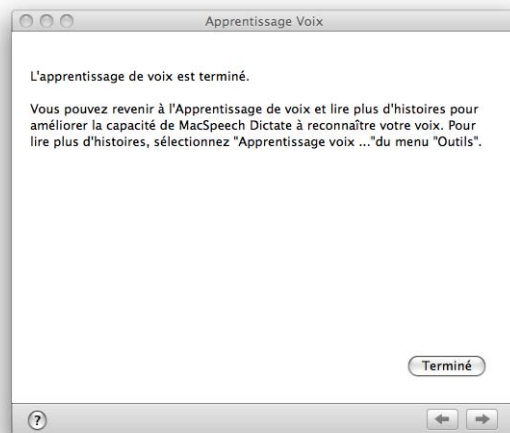 Apprentissage Voix
L'apprentissage de voix est terminé.
Vous pouvez revenir à l'Apprentissage de voix et lire plus d'histoires pour
améliorer la capacité de MacSpeech Dictate à reconnaître votre voix. Pour
lire plus d'histoires, sélectionnez "Apprentissage voix ..."du menu "Outils".
Terminé
?